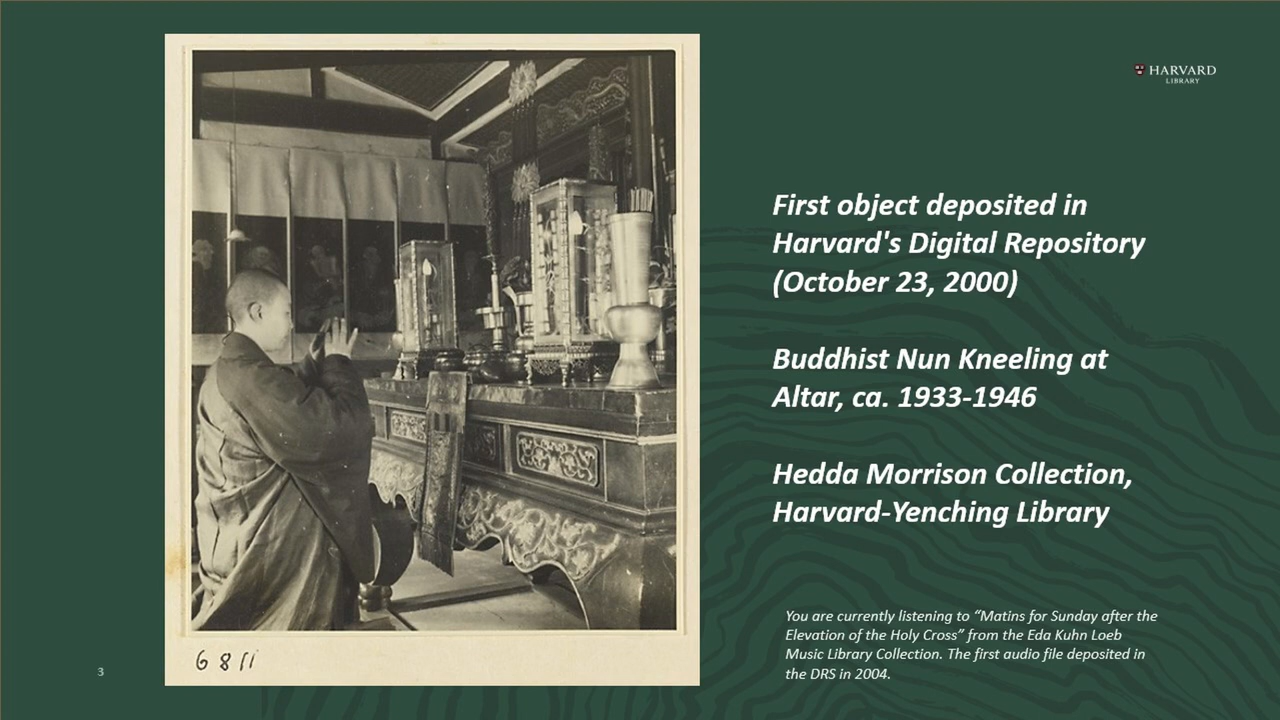 HARVARD
LIBRARY
First object deposited in
Harvard's Digital Repository
(October 23, 2000)
Buddhist Nun Kneeling at
Altar, ca. 1933-1946
Hedda Morrison Collection,
Harvard-Yenching Library
You are currently listening to “Matins for Sunday after the
Elevation of the Holy Cross” from the Eda Kuhn Loeb
Music Library Collection. The first audio file deposited in
the DRS in 2004.
3